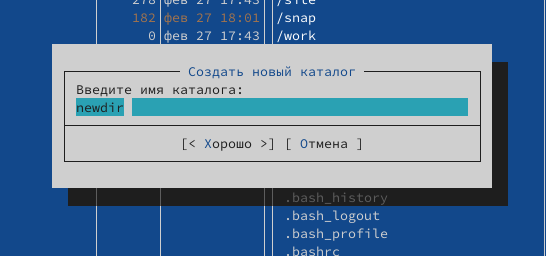 278 фев 27 17:43 /site
182 фев 27 18:01 /snap
0 фев 27 17:43 /work
Создать новый каталог
Введите имя каталога:
newdir
[< Хорошо >] [ Отмена ]
.bash_history
.bash_logout
.bash_profile
.bashrc